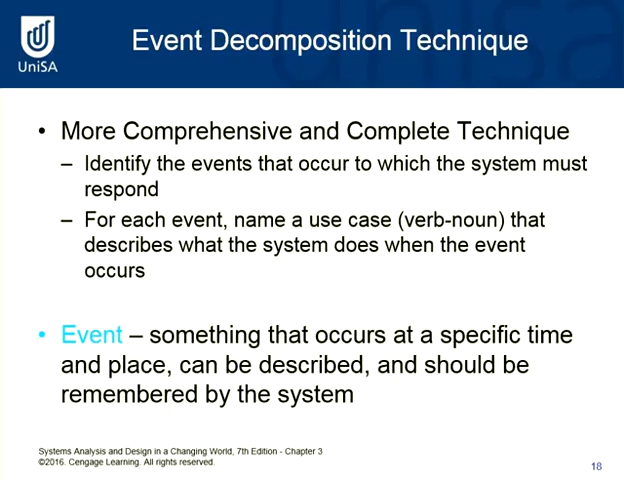 Event Decomposition Technique
UniSA
• More Comprehensive and Complete Technique
– Identify the events that occur to which the system must
respond
– For each event, name a use case (verb-noun) that
describes what the system does when the event
occurs
• Event – something that occurs at a specific time
and place, can be described, and should be
remembered by the system
Systems Analysis and Design in a Changing World, 7th Edition - Chapter 3
©2016. Cengage Learning. All rights reserved.
18